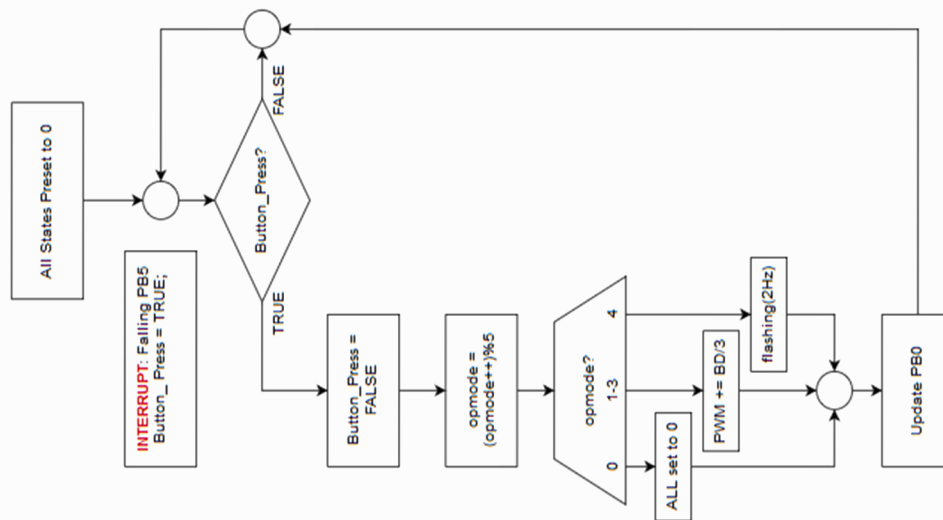 All States Preset to 0
INTERRUPT: Falling PB5
Button_ Press = TRUE;
Button_Press?
FALSE
TRUE
Button_Press =
FALSE
opmode =
(opmode++)%5
opmode?
0
1-3
4
ALL set to 0
PWM += BD/3
flashing(2Hz)
Update PB0